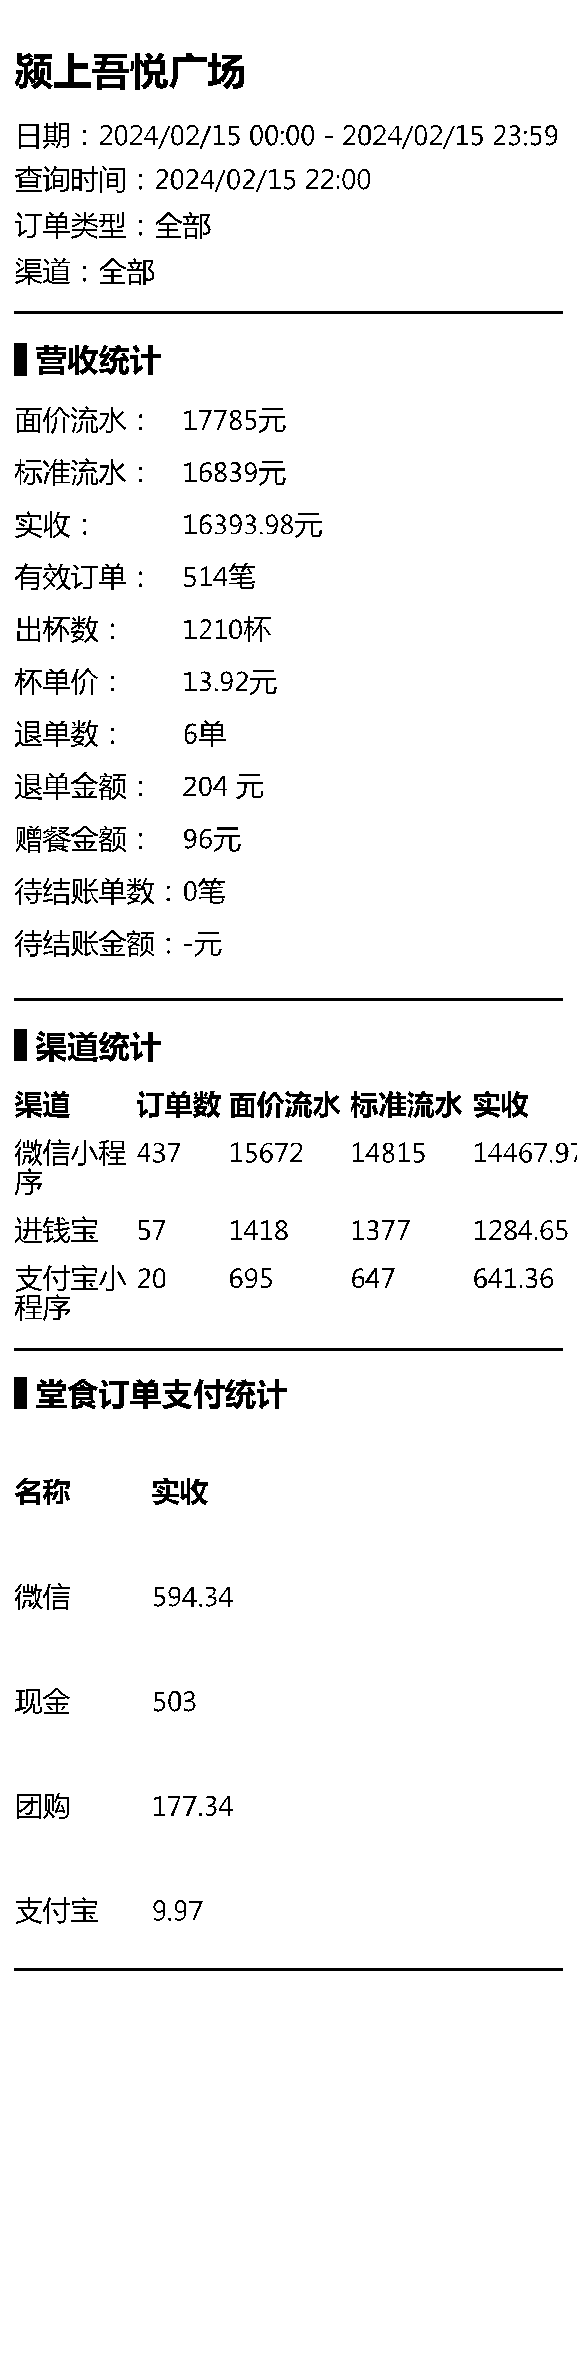 颍上吾悦广场
日期：2024/02/15 00:00 - 2024/02/15 23:59
查询时间：2024/02/15 22:00
订单类型：全部
渠道：全部
营收统计
面价流水： 17785元
标准流水： 16839元
实收： 16393.98元
有效订单： 514笔
出杯数： 1210杯
杯单价： 13.92元
退单数： 6单
退单金额： 204 元
赠餐金额： 96元
待结账单数：0笔
待结账金额：-元
渠道统计
渠道 订单数 面价流水 标准流水 实收
微信小程 437 15672 14815 14467.97
序
进钱宝 57 1418 1377 1284.65
支付宝小 20 695 647 641.36
程序
堂食订单支付统计
名称 实收
微信 594.34
现金 503
团购 177.34
支付宝 9.97